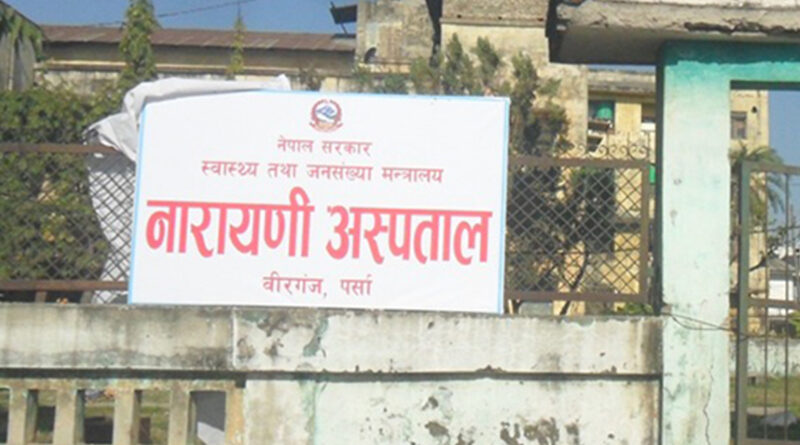 नेपाल सरकार
स्वास्थ्य तथा जनसंख्या मन्त्रालय
नारायणी अस्पताल
वीरगंज, पर्सा